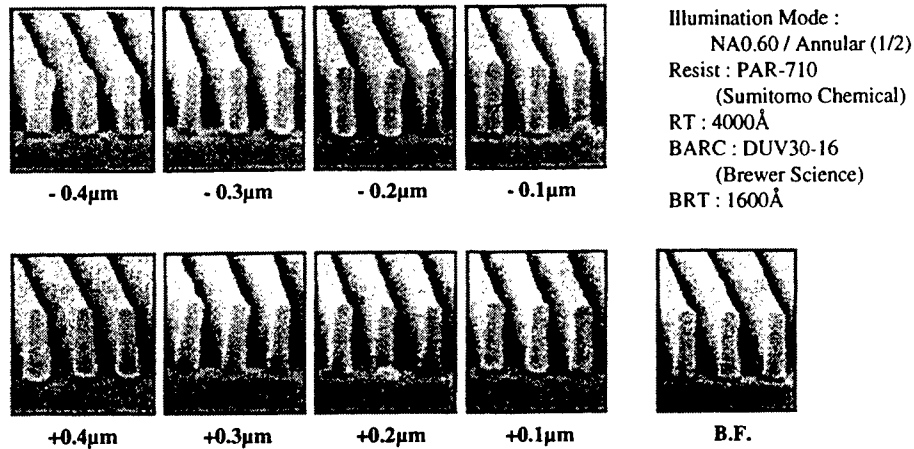 Illumination Mode :
NA0.60 / Annular (1/2)
Resist : PAR-710
(Sumitomo Chemical)
RT : 4000Å
BARC : DUV30-16
(Brewer Science)
BRT : 1600Å
- 0.4μm - 0.3μm - 0.2μm - 0.1μm
+0.4μm +0.3μm +0.2μm +0.1μm B.F.